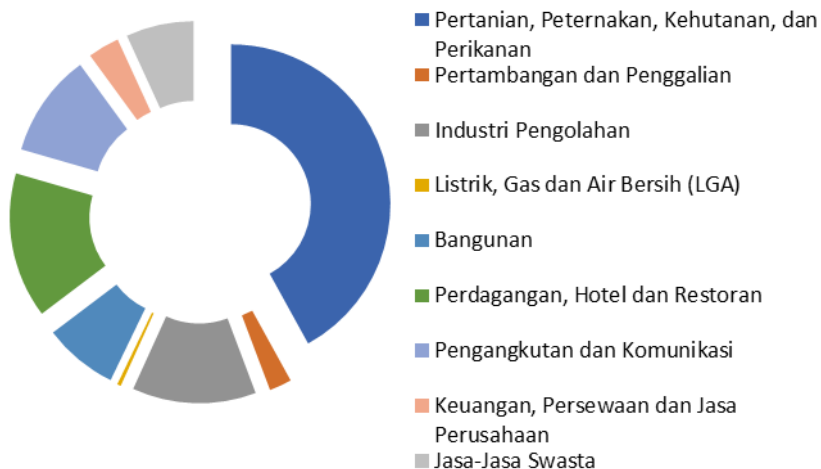 Pertanian, Peternakan, Kehutanan, dan
Perikanan
Pertambangan dan Penggalian
Industri Pengolahan
Listrik, Gas dan Air Bersih (LGA)
Bangunan
Perdagangan, Hotel dan Restoran
Pengangkutan dan Komunikasi
Keuangan, Persewaan dan Jasa
Perusahaan
Jasa-Jasa Swasta